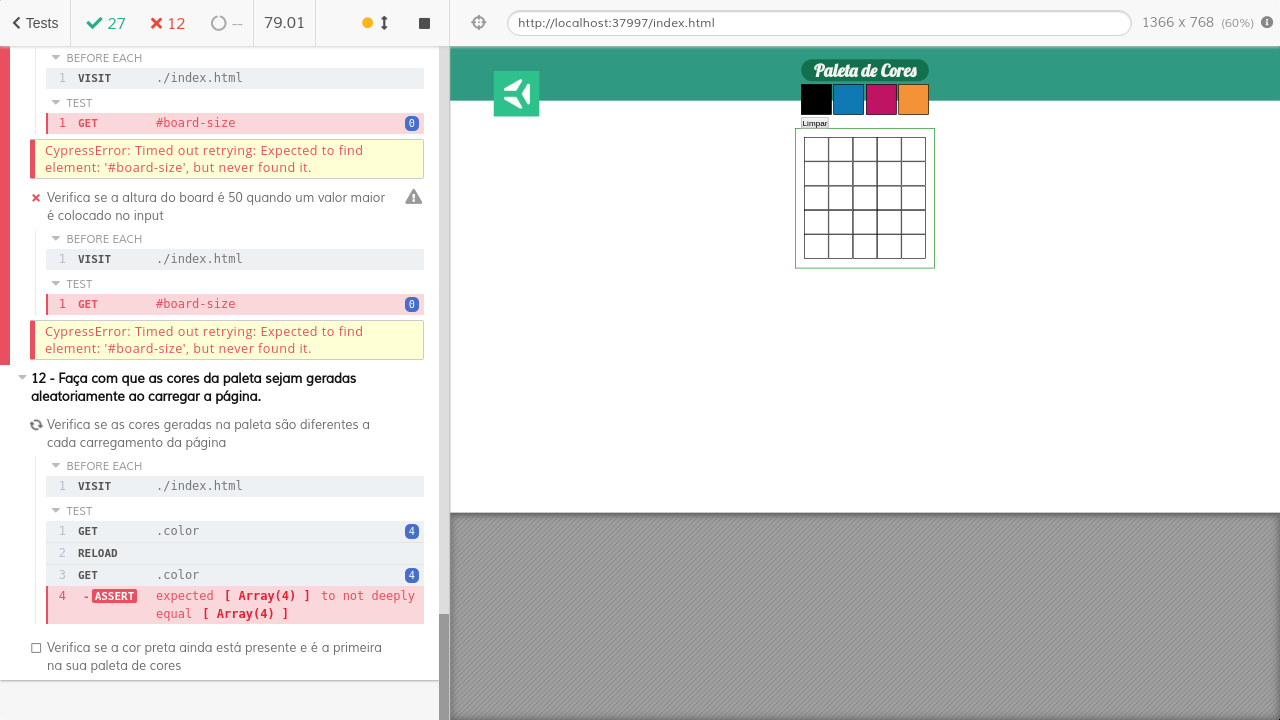 Tests
27
12
--
79.01
http://localhost:37997/index.html
1366 x 768 (60%)
BEFORE EACH
1 VISIT ./index.html
TEST
1 GET #board-size 0
CypressError: Timed out retrying: Expected to find
element: '#board-size', but never found it.
Verifica se a altura do board é 50 quando um valor maior
é colocado no input
BEFORE EACH
1 VISIT ./index.html
TEST
1 GET #board-size 0
CypressError: Timed out retrying: Expected to find
element: '#board-size', but never found it.
12 - Faça com que as cores da paleta sejam geradas
aleatoriamente ao carregar a página.
Verifica se as cores geradas na paleta são diferentes a
cada carregamento da página
BEFORE EACH
1 VISIT ./index.html
TEST
1 GET .color 4
2 RELOAD
3 GET .color 4
4 -ASSERT expected [ Array(4) ] to not deeply
equal [ Array(4) ]
Verifica se a cor preta ainda está presente e é a primeira
na sua paleta de cores
Paleta de Cores
Limpar